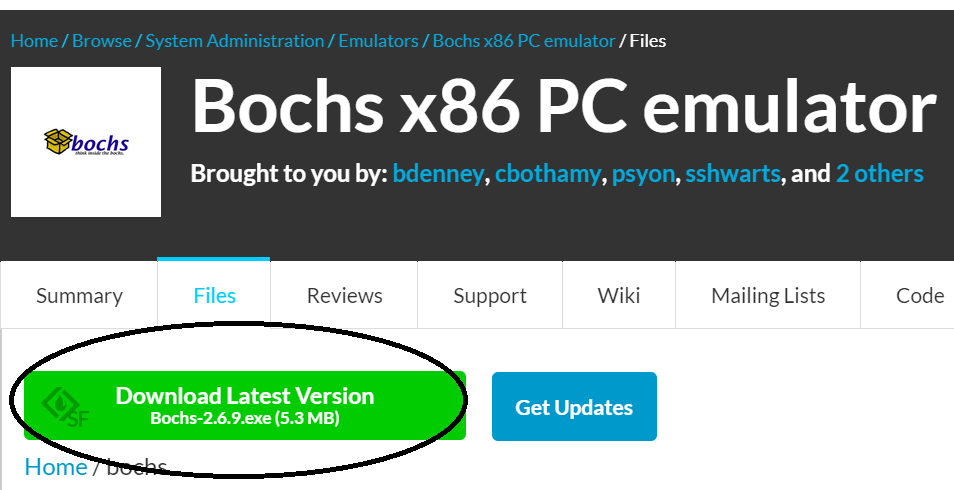 Home / Browse / System Administration / Emulators / Bochs x86 PC emulator / Files
bochs
think inside the bochs.
Bochs x86 PC emulator
Brought to you by: bdenney, cbothamy, psyon, sshwarts, and 2 others
Summary Files Reviews Support Wiki Mailing Lists Code
SF
Download Latest Version
Bochs-2.6.9.exe (5.3 MB)
Get Updates
Home / bochs